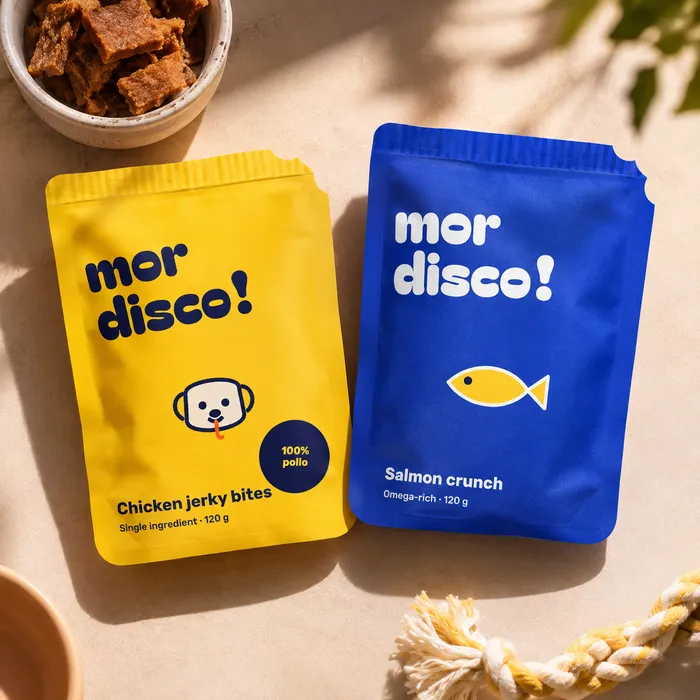 mor
disco!
100%
pollo
Chicken jerky bites
Single ingredient · 120 g
mor
disco!
Salmon crunch
Omega-rich · 120 g